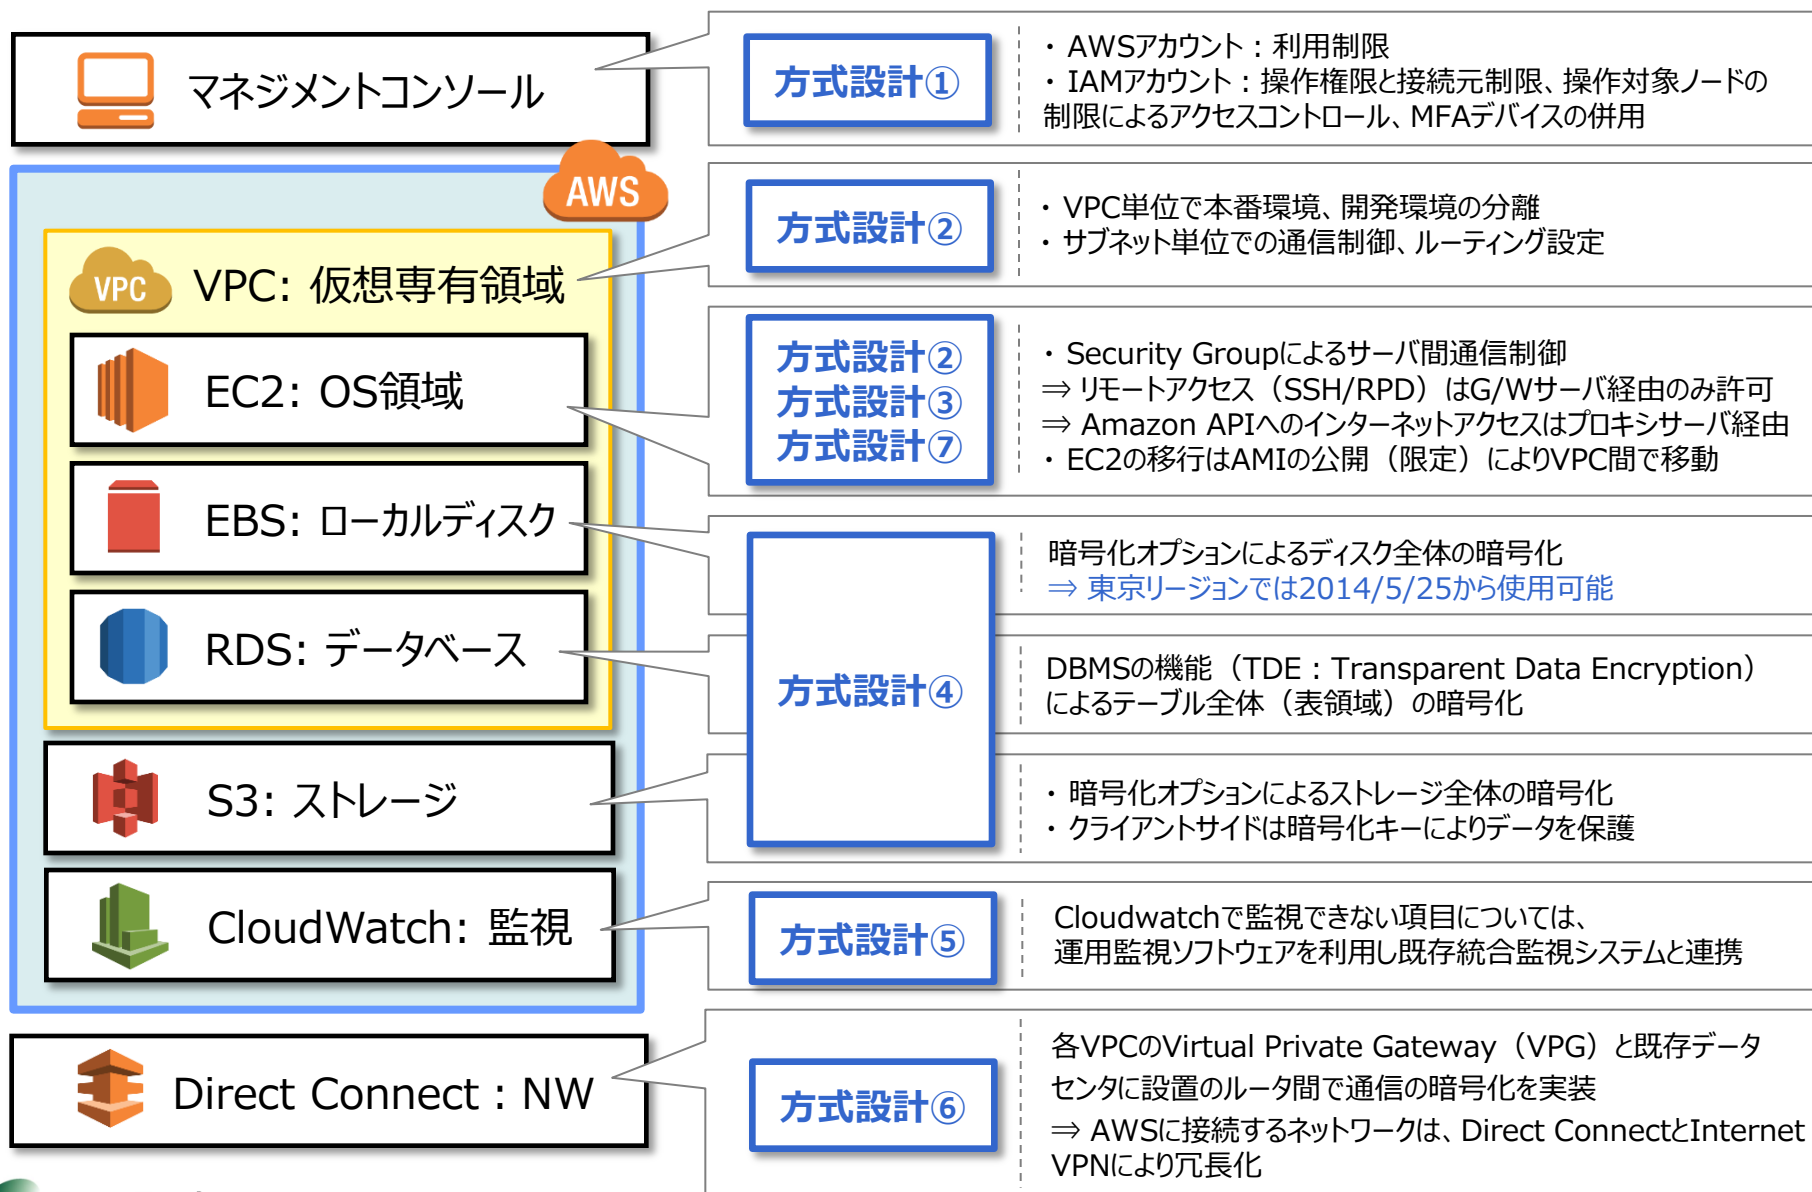 マネジメントコンソール
方式設計①
・ AWSアカウント：利用制限
・ IAMアカウント：操作権限と接続元制限、操作対象ノードの
制限によるアクセスコントロール、MFAデバイスの併用
AWS
VPC
VPC: 仮想専有領域
方式設計②
・ VPC単位で本番環境、開発環境の分離
・ サブネット単位での通信制御、ルーティング設定
EC2: OS領域
方式設計②
方式設計③
方式設計⑦
・ Security Groupによるサーバ間通信制御
⇒ リモートアクセス（SSH/RPD）はG/Wサーバ経由のみ許可
⇒ Amazon APIへのインターネットアクセスはプロキシサーバ経由
・ EC2の移行はAMIの公開（限定）によりVPC間で移動
EBS: ローカルディスク
暗号化オプションによるディスク全体の暗号化
⇒ 東京リージョンでは2014/5/25から使用可能
RDS: データベース
方式設計④
DBMSの機能（TDE：Transparent Data Encryption）
によるテーブル全体（表領域）の暗号化
S3: ストレージ
・ 暗号化オプションによるストレージ全体の暗号化
・ クライアントサイドは暗号化キーによりデータを保護
CloudWatch: 監視
方式設計⑤
Cloudwatchで監視できない項目については、
運用監視ソフトウェアを利用し既存統合監視システムと連携
Direct Connect：NW
方式設計⑥
各VPCのVirtual Private Gateway（VPG）と既存データ
センタに設置のルータ間で通信の暗号化を実装
⇒ AWSに接続するネットワークは、Direct ConnectとInternet
VPNにより冗長化